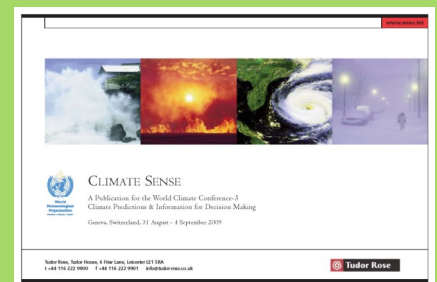 www.wmo.int
CLIMATE SENSE
A Publication for the World Climate Conference-3
Climate Predictions & Information for Decision Making
Geneva, Switzerland, 31 August – 4 September 2009
World
Meteorological
Organization
Tudor Rose, Tudor House, 6 Friar Lane, Leicester LE1 5RA
t +44 116 222 9900 f +44 116 222 9901 info@tudor-rose.co.uk
Tudor Rose